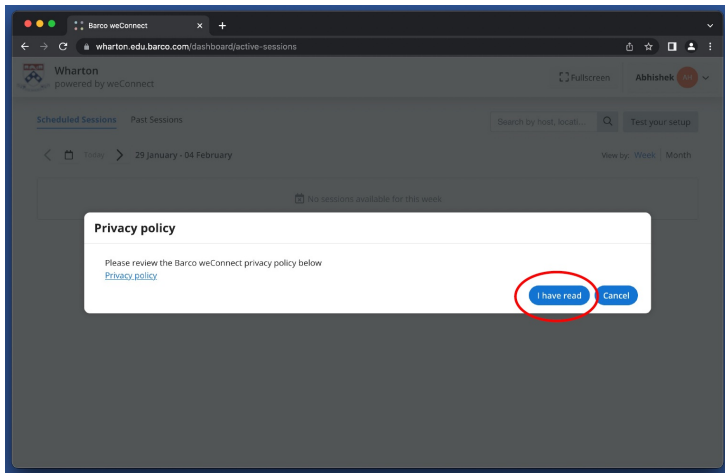 Barco weConnect
wharton.edu.barco.com/dashboard/active-sessions
Wharton
powered by weConnect
Fullscreen
Abhishek AH
Scheduled Sessions Past Sessions
Search by host, locati... Test your setup
Today 29 January - 04 February
View by Week Month
No sessions available for this week
Privacy policy
Please review the Barco weConnect privacy policy below
Privacy policy
I have read Cancel